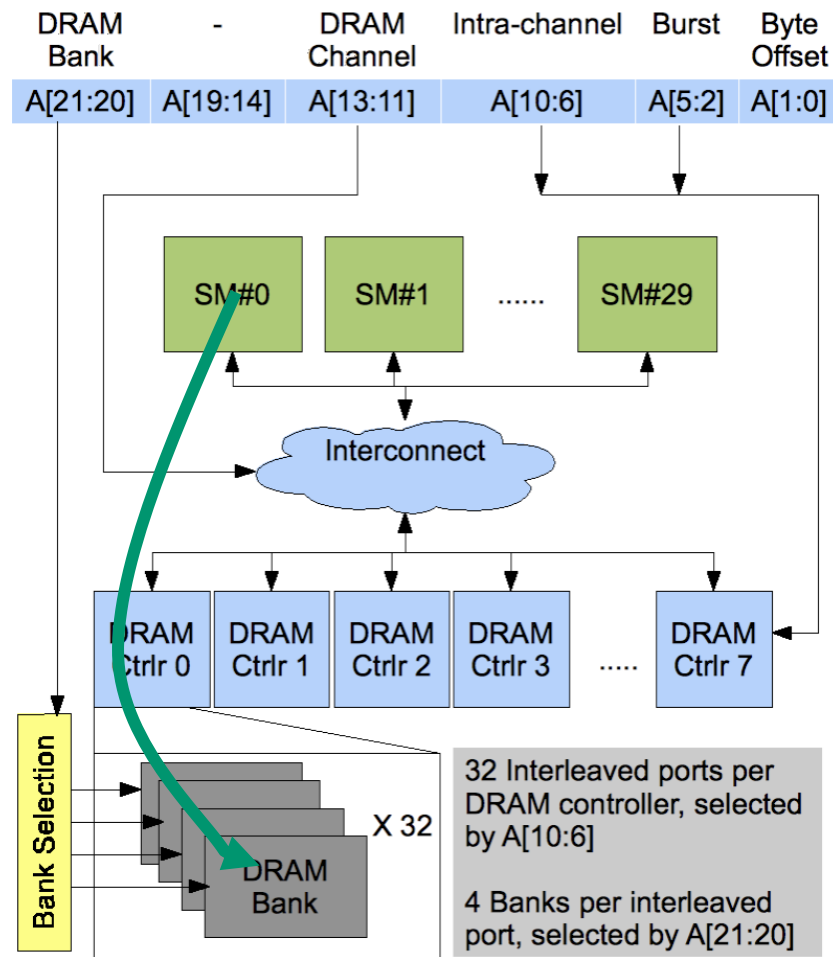 DRAM Bank
-
DRAM Channel
Intra-channel
Burst
Byte Offset
A[21:20]
A[19:14]
A[13:11]
A[10:6]
A[5:2]
A[1:0]
SM#0
SM#1
......
SM#29
Interconnect
DRAM
Ctrlr 0
DRAM
Ctrlr 1
DRAM
Ctrlr 2
DRAM
Ctrlr 3
.....
DRAM
Ctrlr 7
Bank Selection
DRAM
Bank
X 32
32 Interleaved ports per
DRAM controller, selected
by A[10:6]
4 Banks per interleaved
port, selected by A[21:20]